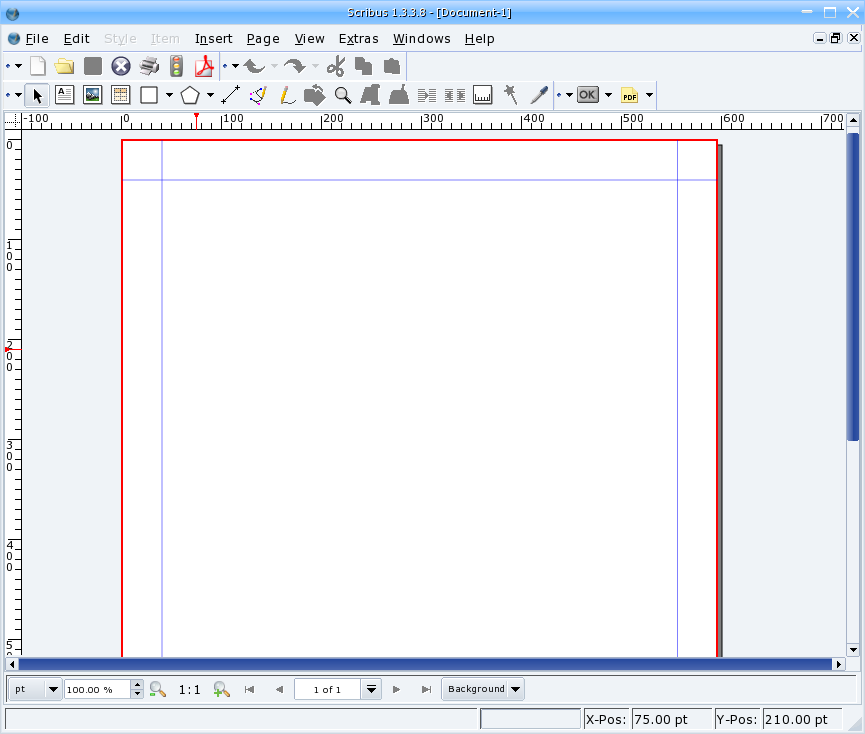 Scribus 1.3.3.8 - [Document-1]
File Edit Style Item Insert Page View Extras Windows Help
A
OK PDF
-100 0 100 200 300 400 500 600 700
0
100
200
300
400
5
pt 100.00 % 1:1 1 of 1 Background
X-Pos: 75.00 pt Y-Pos: 210.00 pt